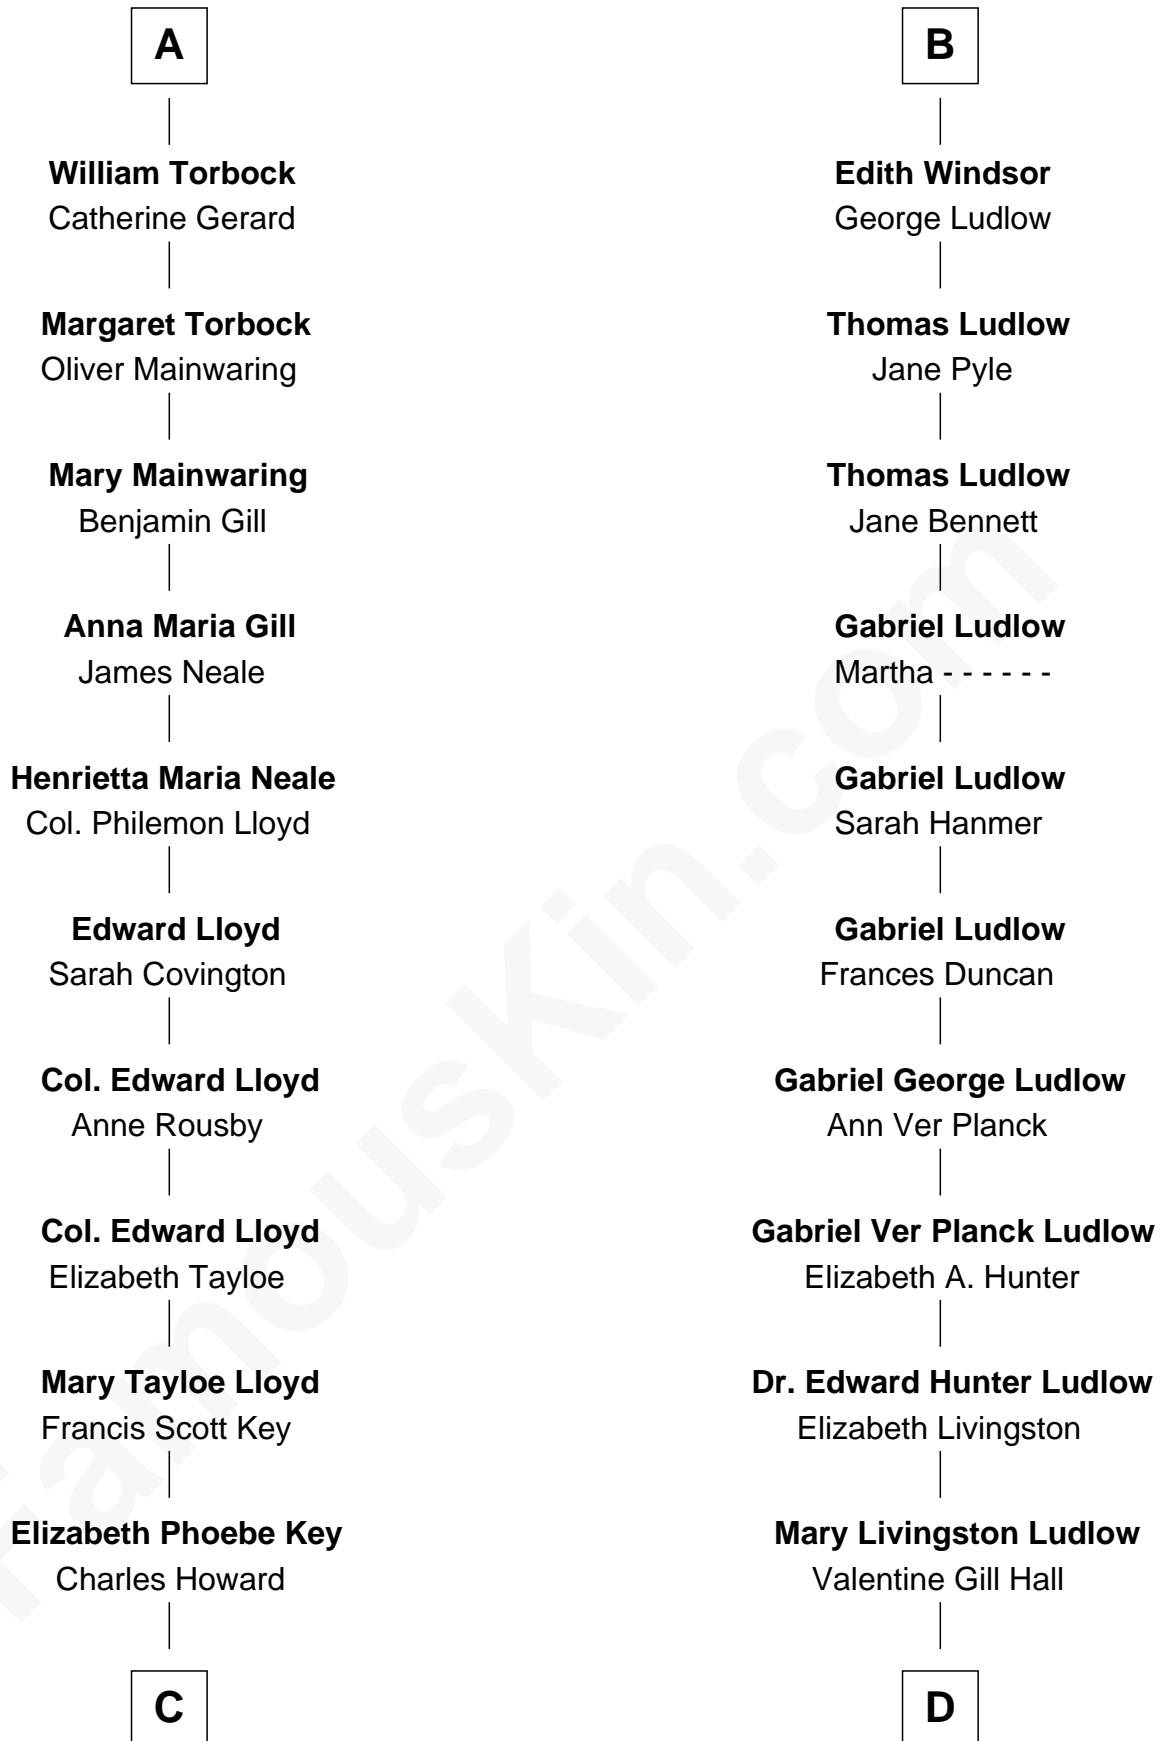 A
William Torbock
Catherine Gerard
Margaret Torbock
Oliver Mainwaring
Mary Mainwaring
Benjamin Gill
Anna Maria Gill
James Neale
Henrietta Maria Neale
Col. Philemon Lloyd
Edward Lloyd
Sarah Covington
Col. Edward Lloyd
Anne Rousby
Col. Edward Lloyd
Elizabeth Tayloe
Mary Tayloe Lloyd
Francis Scott Key
Elizabeth Phoebe Key
Charles Howard
C
B
Edith Windsor
George Ludlow
Thomas Ludlow
Jane Pyle
Thomas Ludlow
Jane Bennett
Gabriel Ludlow
Martha - - - - - -
Gabriel Ludlow
Sarah Hanmer
Gabriel Ludlow
Frances Duncan
Gabriel George Ludlow
Ann Ver Planck
Gabriel Ver Planck Ludlow
Elizabeth A. Hunter
Dr. Edward Hunter Ludlow
Elizabeth Livingston
Mary Livingston Ludlow
Valentine Gill Hall
D
FamousKin.com